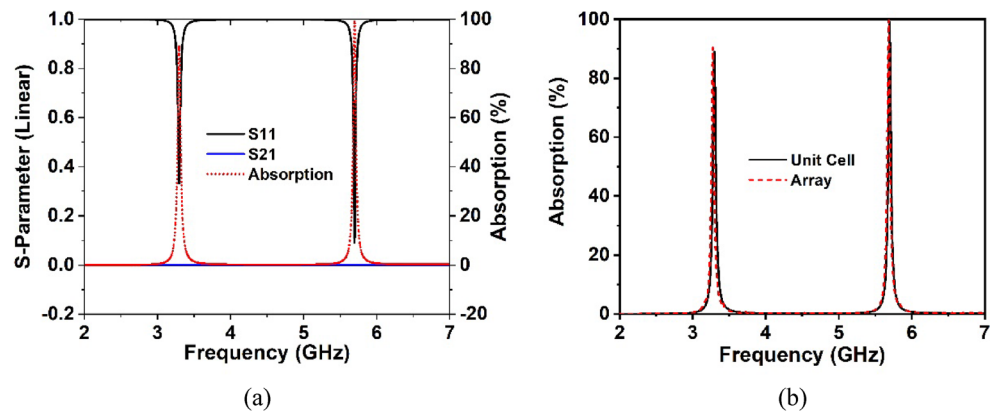 1.0
0.8
0.6
0.4
0.2
0.0
-0.2
S-Parameter (Linear)
S11
S21
Absorption
100
80
60
40
20
0
-20
Absorption (%)
2 3 4 5 6 7
Frequency (GHz)
(a)
100
80
60
40
20
0
Absorption (%)
Unit Cell
Array
2 3 4 5 6 7
Frequency (GHz)
(b)